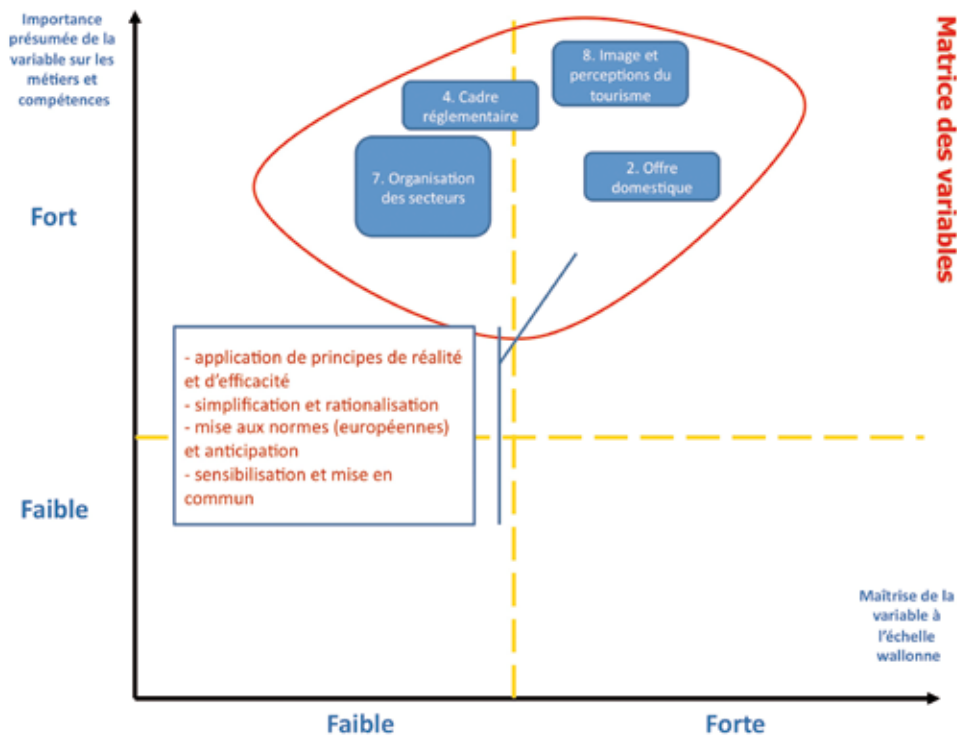 Importance
présumée de la
variable sur les
métiers et
compétences
Matrice des variables
8. Image et
perceptions du
tourisme
4. Cadre
réglementaire
7. Organisation
des secteurs
2. Offre
domestique
Fort
- application de principes de réalité
et d'efficacité
- simplification et rationalisation
- mise aux normes (européennes)
et anticipation
- sensibilisation et mise en
commun
Faible
Maîtrise de la
variable à
l'échelle
wallonne
Faible
Forte